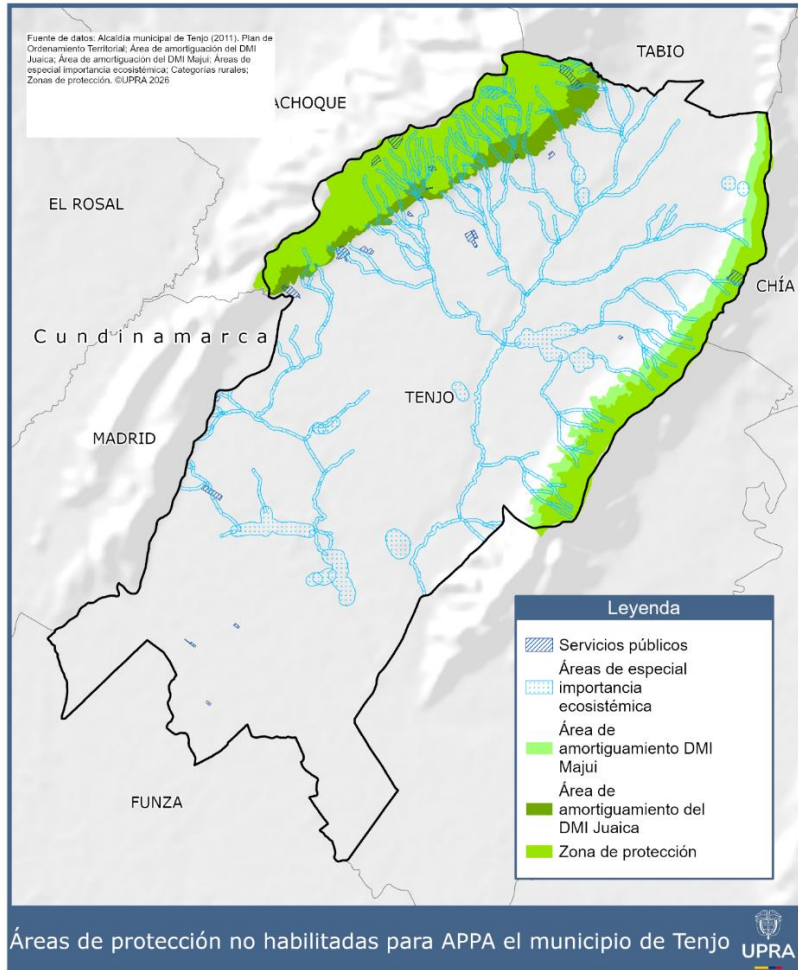 Fuente de datos: Alcaldía municipal de Tenjo (2011). Plan de
Ordenamiento Territorial; Área de amortiguación del DMI
Juaica; Área de amortiguación del DMI Majui; Áreas de
especial importancia ecosistémica; Categorías rurales;
Zonas de protección. ©UPRA 2026
TABIO
ACHOQUE
EL ROSAL
CHÍA
Cundinamarca
TENJO
MADRID
FUNZA
Leyenda
Servicios públicos
Áreas de especial
importancia
ecosistémica
Área de
amortiguamiento DMI
Majui
Área de
amortiguamiento del
DMI Juaica
Zona de protección
Áreas de protección no habilitadas para APPA el municipio de Tenjo
UPRA